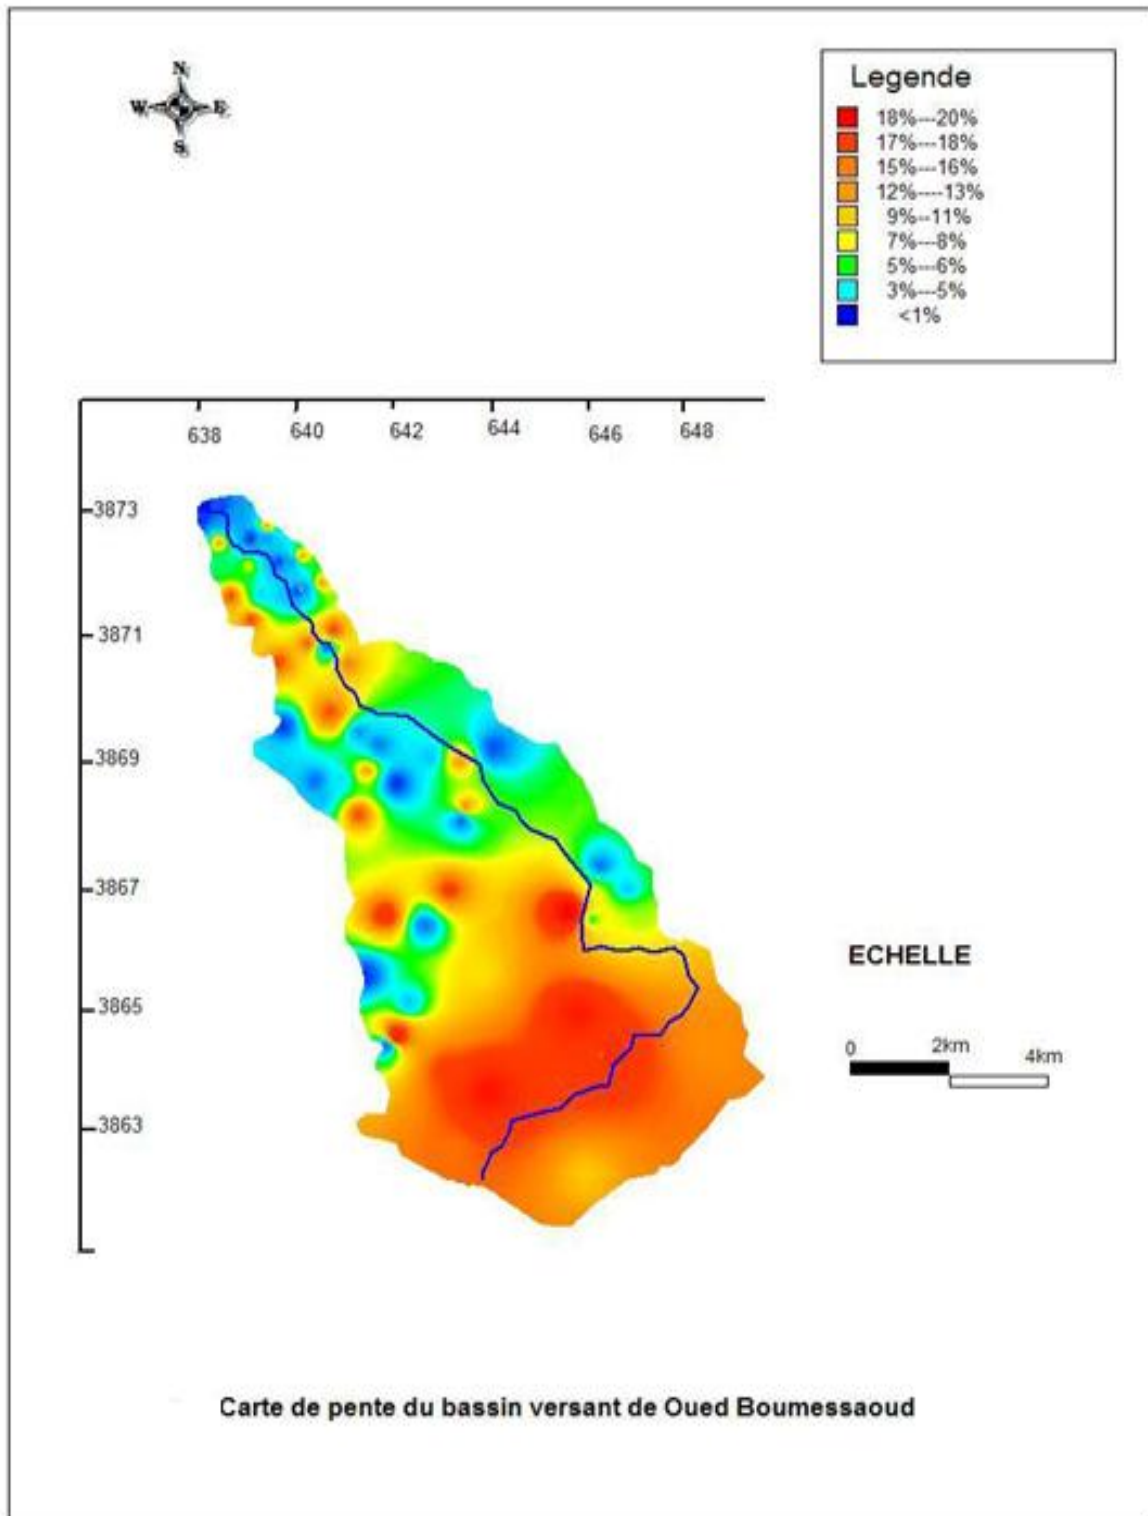 N
W E
S
Legende
18%---20%
17%---18%
15%---16%
12%----13%
9%--11%
7%---8%
5%---6%
3%---5%
<1%
638 640 642 644 646 648
3873
3871
3869
3867
3865
3863
ECHELLE
0 2km 4km
Carte de pente du bassin versant de Oued Boumessaoud